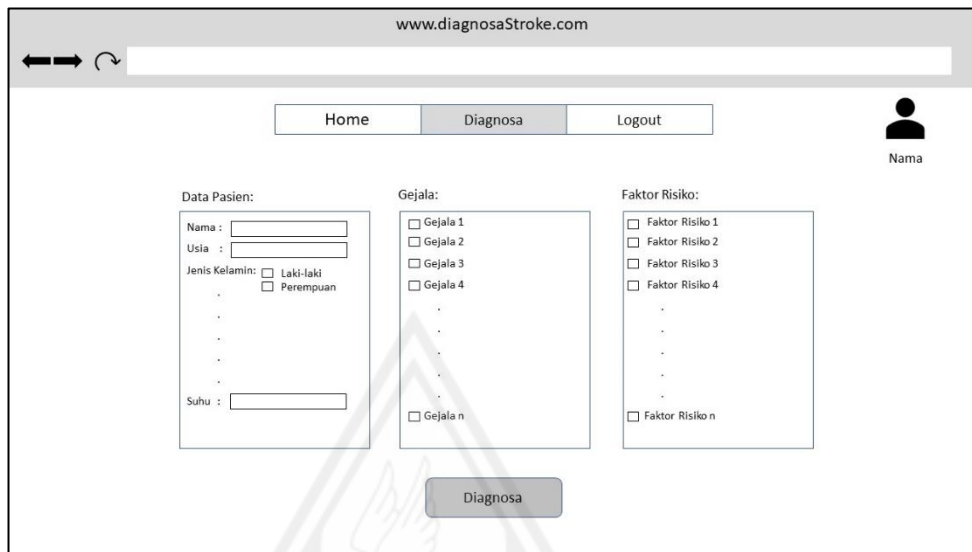 www.diagnosaStroke.com
Home
Diagnosa
Logout
Nama
Data Pasien:
Nama :
Usia :
Jenis Kelamin:
Laki-laki
Perempuan
.
.
.
.
.
Suhu :
Gejala:
Gejala 1
Gejala 2
Gejala 3
Gejala 4
.
.
.
.
.
Gejala n
Faktor Risiko:
Faktor Risiko 1
Faktor Risiko 2
Faktor Risiko 3
Faktor Risiko 4
.
.
.
.
.
Faktor Risiko n
Diagnosa